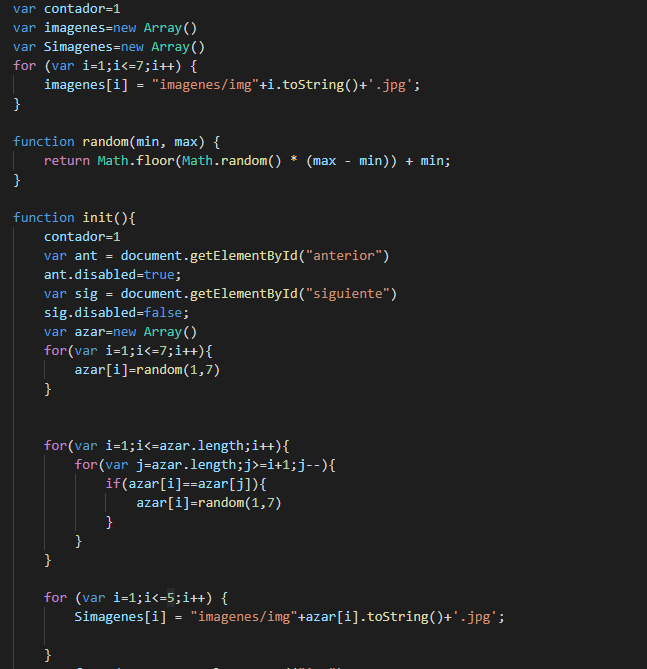 var contador=1
var imagenes=new Array()
var Simagenes=new Array()
for (var i=1;i<=7;i++) {
    imagenes[i] = "imagenes/img"+i.toString()+'.jpg';
}

function random(min, max) {
    return Math.floor(Math.random() * (max - min)) + min;
}

function init(){
    contador=1
    var ant = document.getElementById("anterior")
    ant.disabled=true;
    var sig = document.getElementById("siguiente")
    sig.disabled=false;
    var azar=new Array()
    for(var i=1;i<=7;i++){
        azar[i]=random(1,7)
    }


    for(var i=1;i<=azar.length;i++){
        for(var j=azar.length;j>=i+1;j--){
            if(azar[i]==azar[j]){
                azar[i]=random(1,7)
            }
        }
    }

    for (var i=1;i<=5;i++) {
        Simagenes[i] = "imagenes/img"+azar[i].toString()+'.jpg';

    }